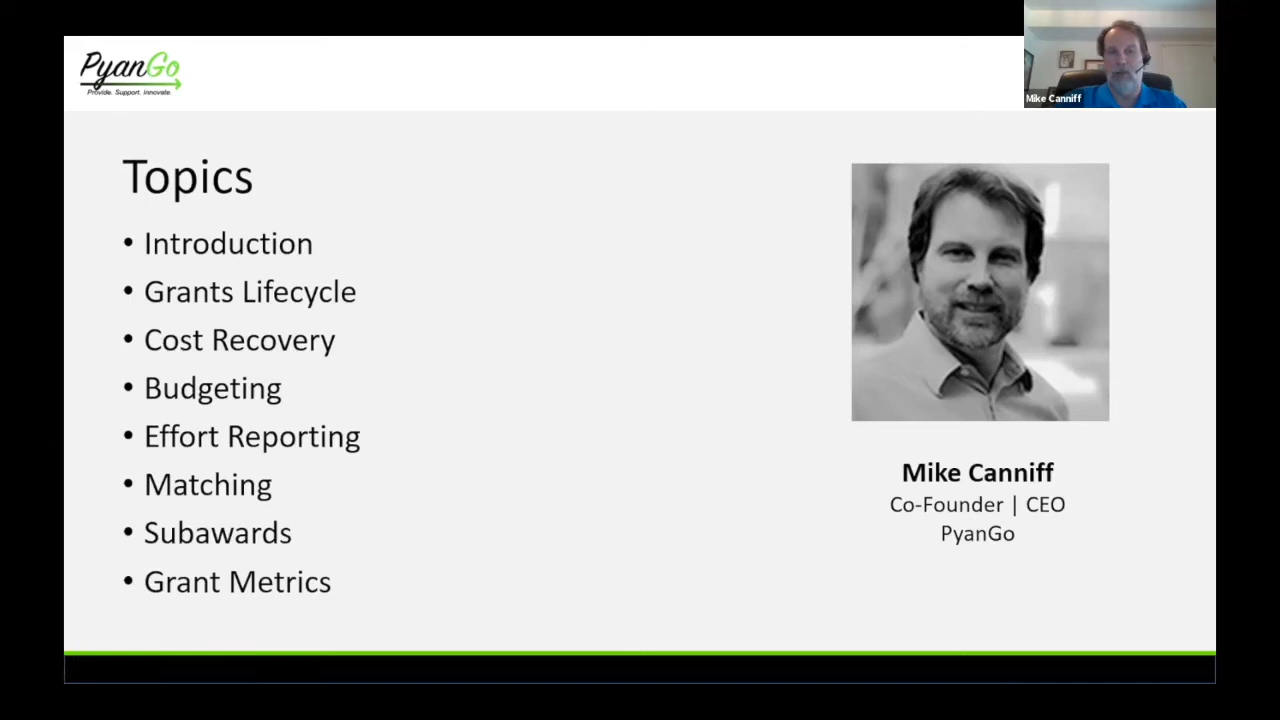 PyanGo
Provide. Support. Innovate.
Mike Canniff
Topics
• Introduction
• Grants Lifecycle
• Cost Recovery
• Budgeting
• Effort Reporting
• Matching
• Subawards
• Grant Metrics
Mike Canniff
Co-Founder | CEO
PyanGo